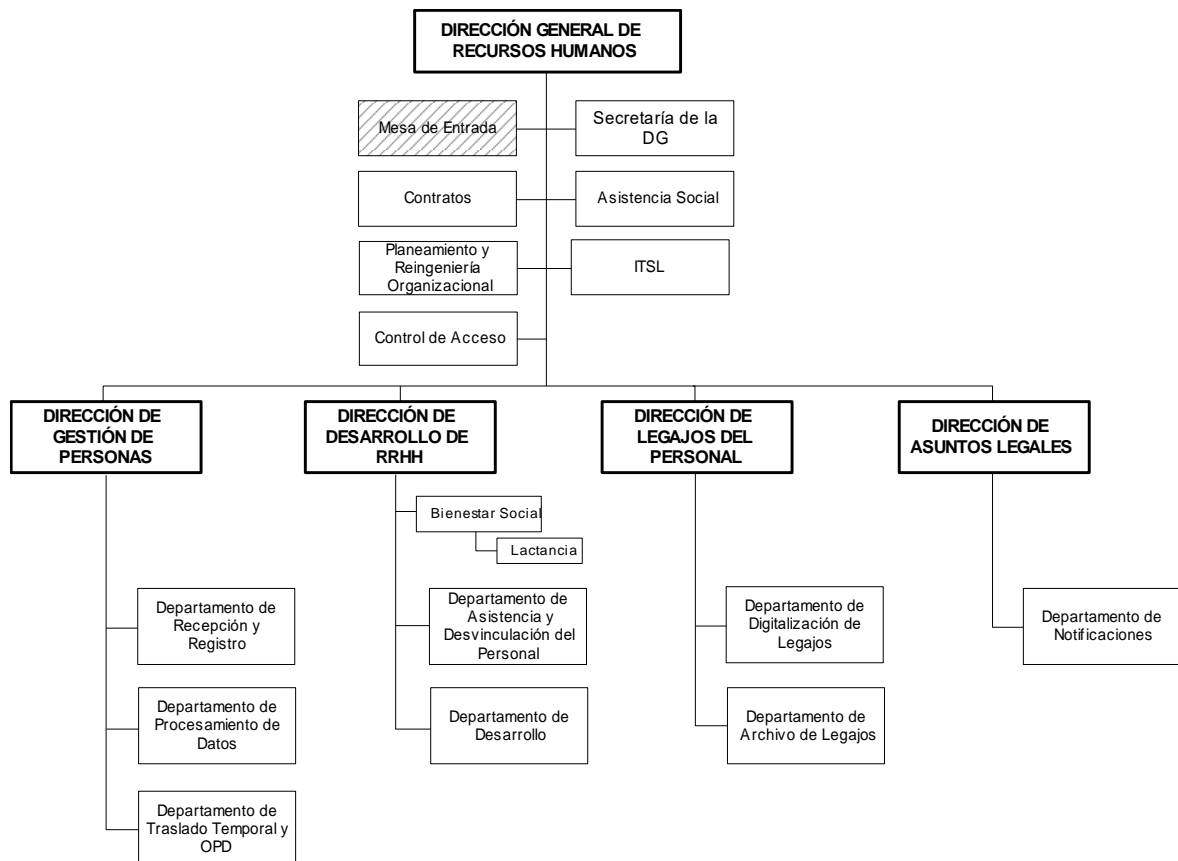 DIRECCIÓN GENERAL DE
RECURSOS HUMANOS
Mesa de Entrada
Secretaría de la
DG
Contratos
Asistencia Social
Planeamiento y
Reingeniería
Organizacional
ITSL
Control de Acceso
DIRECCIÓN DE
GESTIÓN DE
PERSONAS
DIRECCIÓN DE
DESARROLLO DE
RRHH
DIRECCIÓN DE
LEGAJOS DEL
PERSONAL
DIRECCIÓN DE
ASUNTOS LEGALES
Bienestar Social
Lactancia
Departamento de
Recepción y
Registro
Departamento de
Asistencia y
Desvinculación del
Personal
Departamento de
Digitalización de
Legajos
Departamento de
Notificaciones
Departamento de
Procesamiento de
Datos
Departamento de
Desarrollo
Departamento de
Archivo de Legajos
Departamento de
Traslado Temporal y
OPD